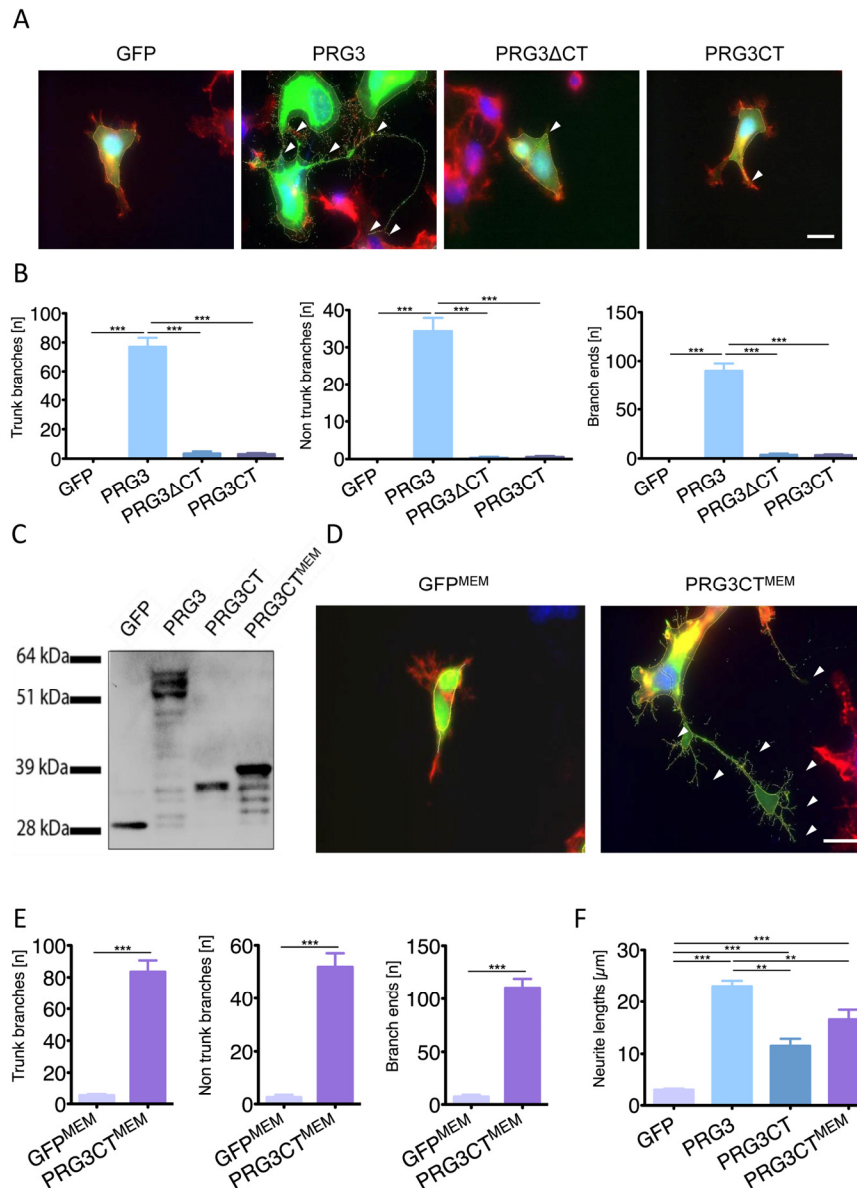 A
GFP PRG3 PRG3ΔCT PRG3CT
B
Trunk branches [n]
100
80
60
40
20
0
***
***
***
GFP
PRG3
PRG3ΔCT
PRG3CT
Non trunk branches [n]
40
30
20
10
0
***
***
***
GFP
PRG3
PRG3ΔCT
PRG3CT
Branch ends [n]
150
100
50
0
***
***
***
GFP
PRG3
PRG3ΔCT
PRG3CT
C
GFP
PRG3
PRG3CT
PRG3CTᴹᴱᴹ
64 kDa
51 kDa
39 kDa
28 kDa
D
GFPᴹᴱᴹ PRG3CTᴹᴱᴹ
E
Trunk branches [n]
100
80
60
40
20
0
***
GFPᴹᴱᴹ
PRG3CTᴹᴱᴹ
Non trunk branches [n]
60
40
20
0
***
GFPᴹᴱᴹ
PRG3CTᴹᴱᴹ
Branch ends [n]
150
100
50
0
***
GFPᴹᴱᴹ
PRG3CTᴹᴱᴹ
F
Neurite lengths [µm]
30
20
10
0
***
***
***
**
**
GFP
PRG3
PRG3CT
PRG3CTᴹᴱᴹ